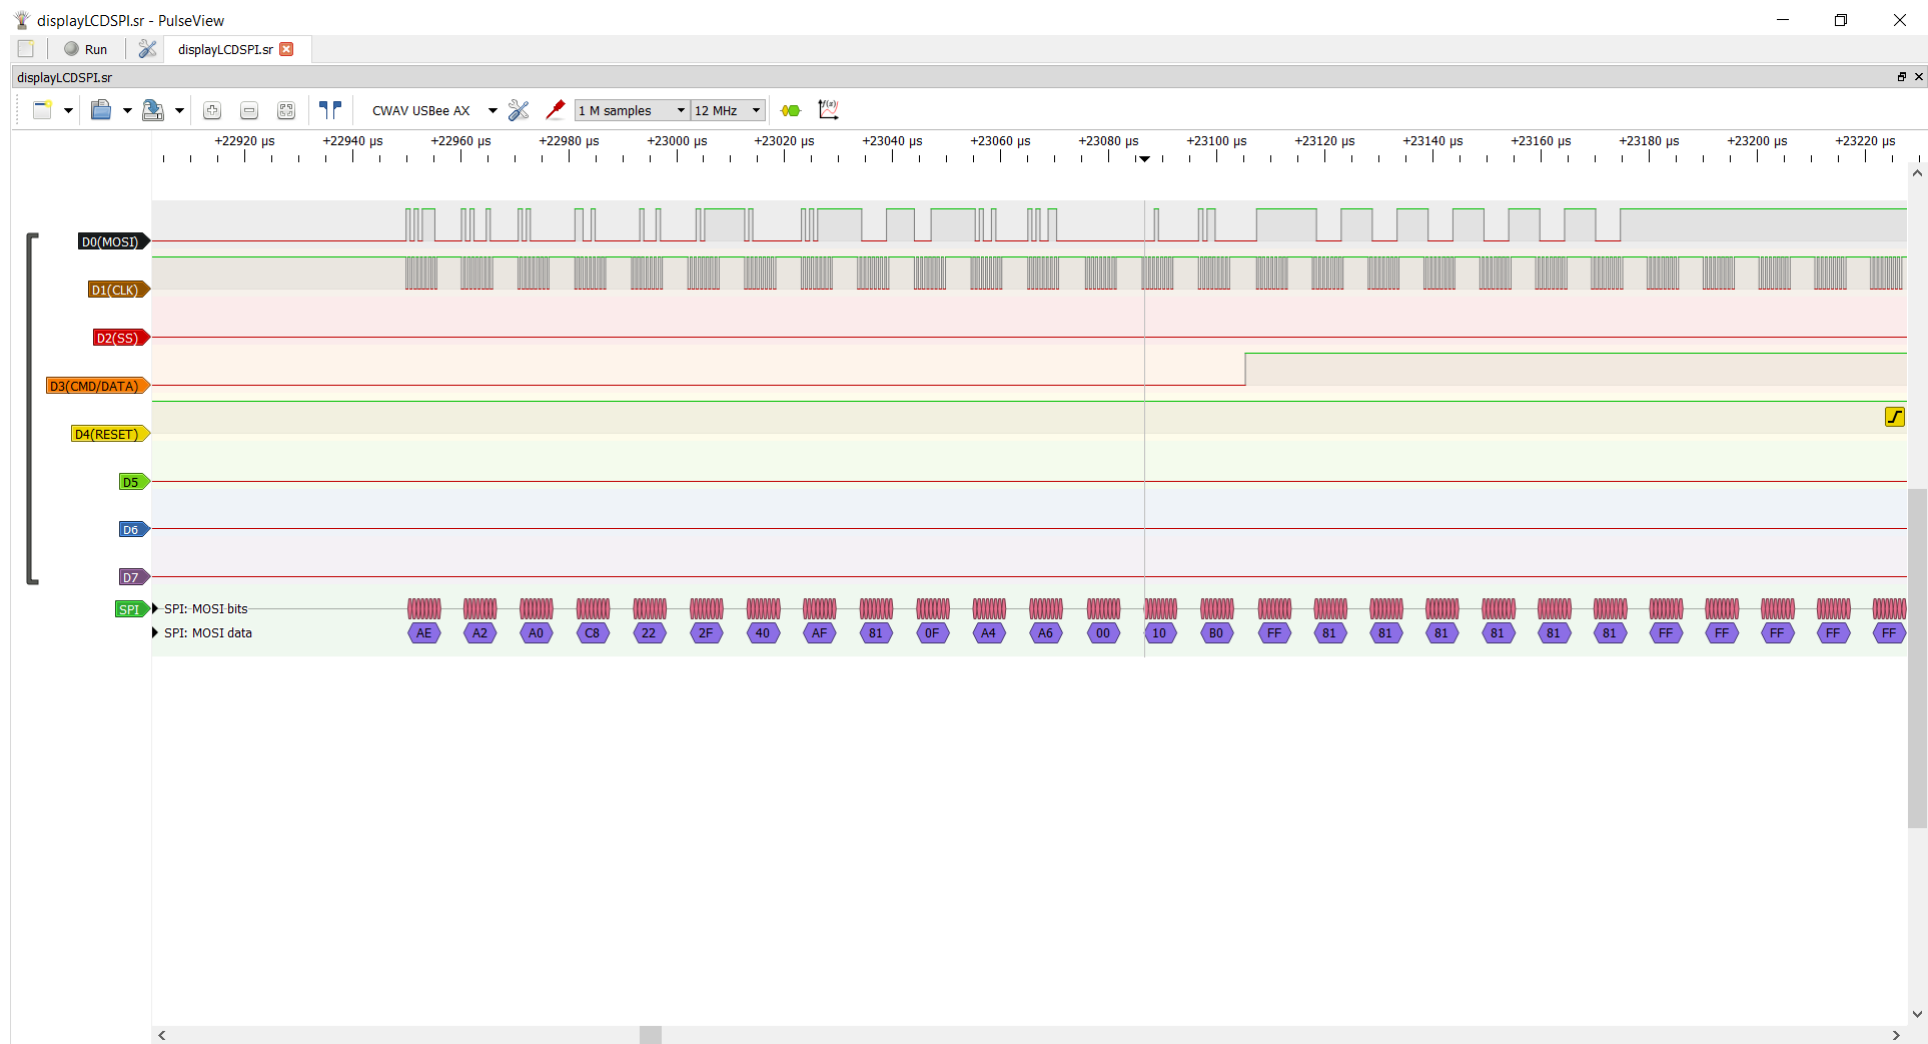 displayLCDSPI.sr - PulseView
Run displayLCDSPI.sr
displayLCDSPI.sr
CWAV USBee AX 1 M samples 12 MHz f(x)
+22920 µs +22940 µs +22960 µs +22980 µs +23000 µs +23020 µs +23040 µs +23060 µs +23080 µs +23100 µs +23120 µs +23140 µs +23160 µs +23180 µs +23200 µs +23220 µs
D0(MOSI)
D1(CLK)
D2(SS)
D3(CMD/DATA)
D4(RESET)
D5
D6
D7
SPI SPI: MOSI bits
SPI: MOSI data AE A2 A0 C8 22 2F 40 AF 81 0F A4 A6 00 10 B0 FF 81 81 81 81 81 81 FF FF FF FF FF